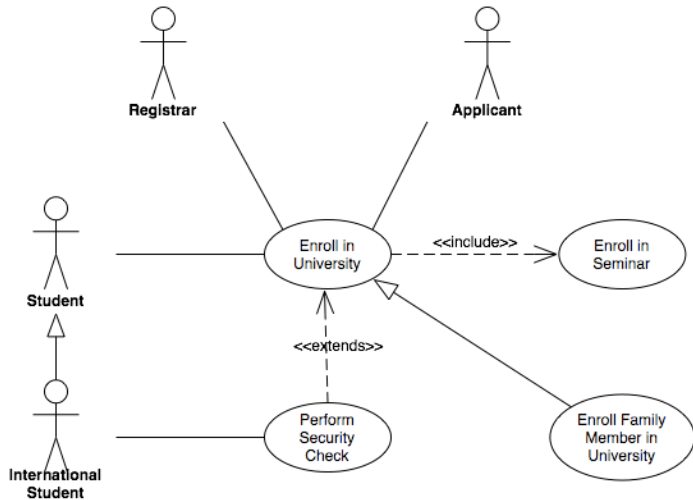 Registrar
Applicant
Enroll in
University
<<include>>
Enroll in
Seminar
Student
<<extends>>
Perform
Security
Check
Enroll Family
Member in
University
International
Student